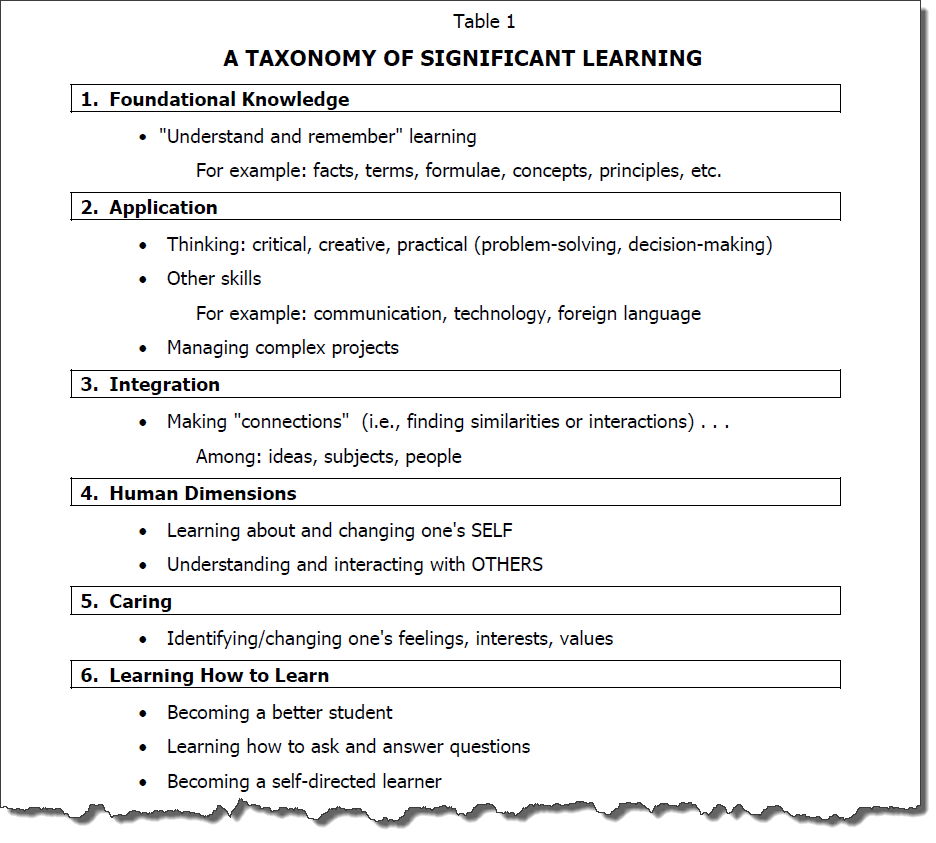 Table 1
A TAXONOMY OF SIGNIFICANT LEARNING
1. Foundational Knowledge
• "Understand and remember" learning
For example: facts, terms, formulae, concepts, principles, etc.
2. Application
• Thinking: critical, creative, practical (problem-solving, decision-making)
• Other skills
For example: communication, technology, foreign language
• Managing complex projects
3. Integration
• Making "connections" (i.e., finding similarities or interactions) . . .
Among: ideas, subjects, people
4. Human Dimensions
• Learning about and changing one's SELF
• Understanding and interacting with OTHERS
5. Caring
• Identifying/changing one's feelings, interests, values
6. Learning How to Learn
• Becoming a better student
• Learning how to ask and answer questions
• Becoming a self-directed learner